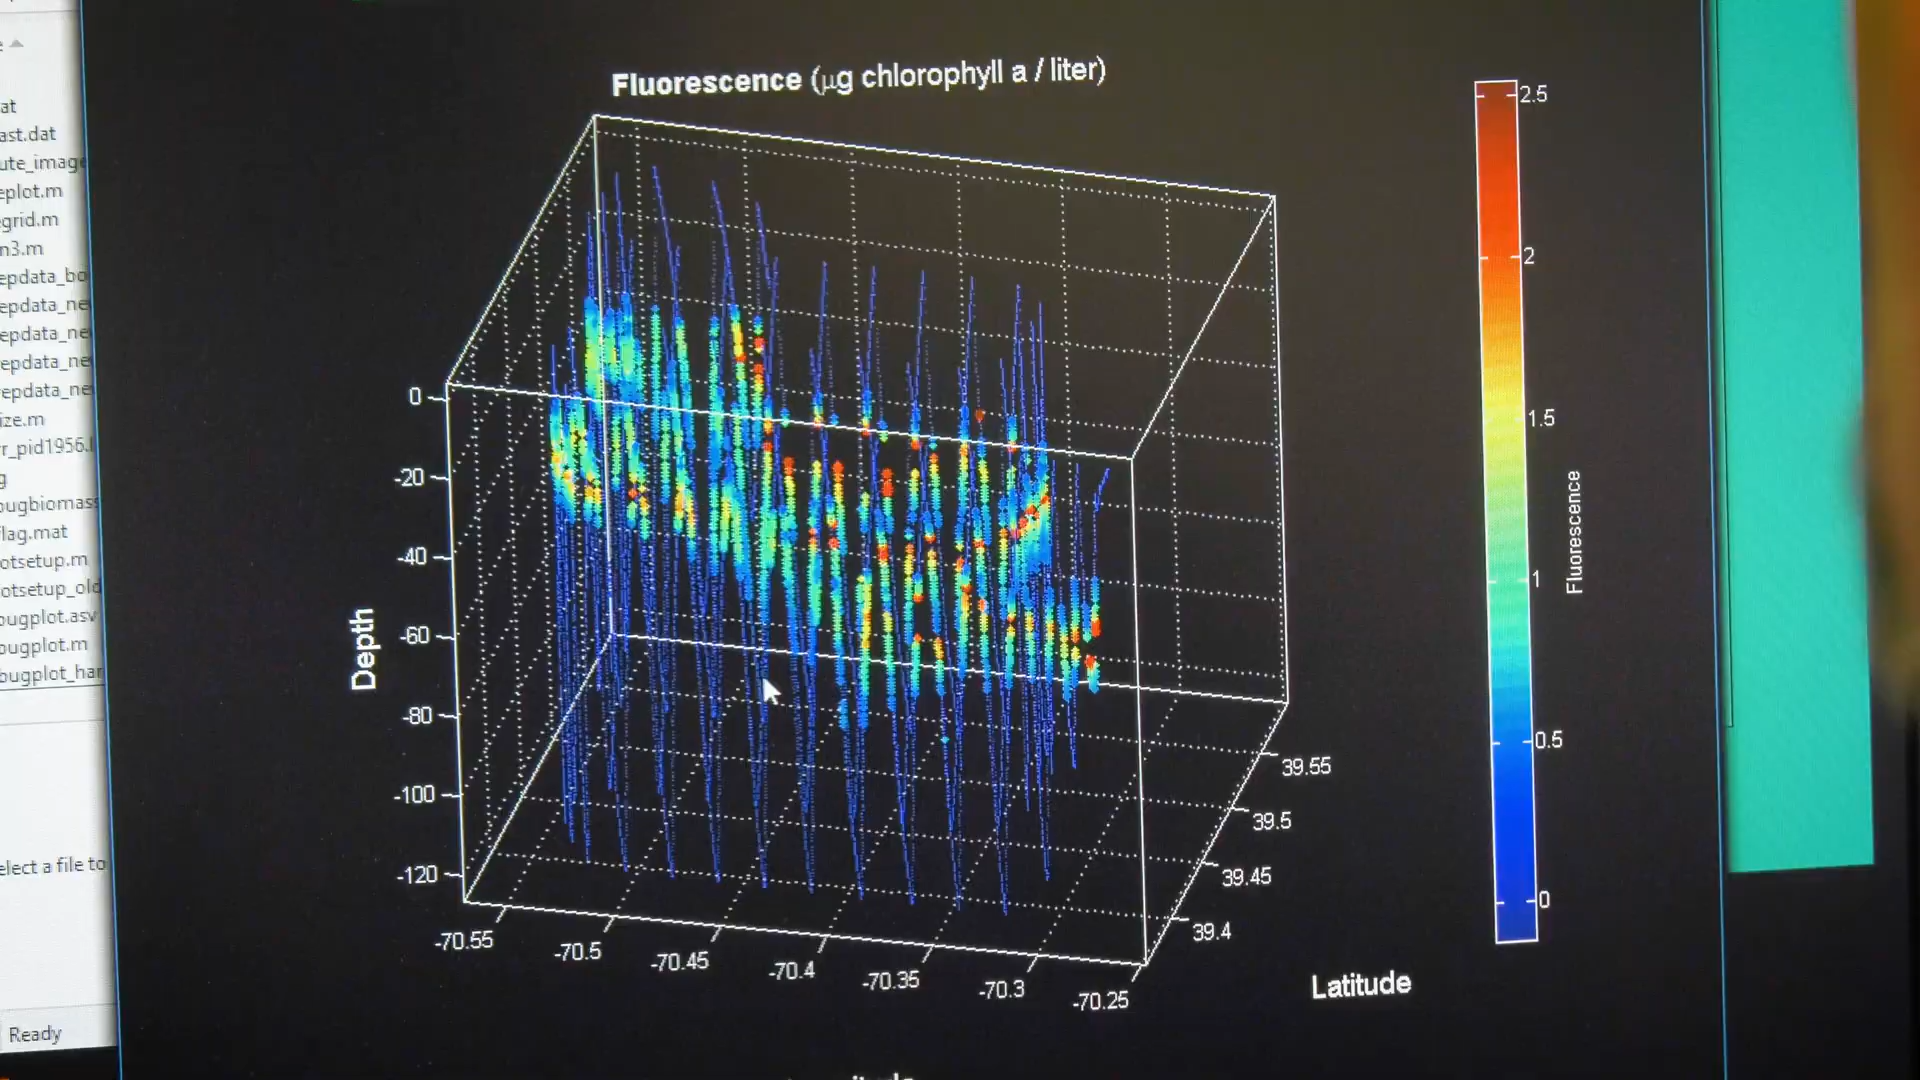 at
ast.dat
ute_image
eplot.m
egrid.m
n3.m
epdata_bo
epdata_ne
epdata_ne
epdata_ne
epdata_ne
ize.m
r_pid1956.l
g
ougbiomass
flag.mat
otsetup.m
otsetup_old
ougplot.asv
ougplot.m
ougplot_har
elect a file to
Ready
Fluorescence (µg chlorophyll a / liter)
Depth
0
-20
-40
-60
-80
-100
-120
-70.55
-70.5
-70.45
-70.4
-70.35
-70.3
-70.25
39.55
39.5
39.45
39.4
Latitude
2.5
2
1.5
1
0.5
0
Fluorescence